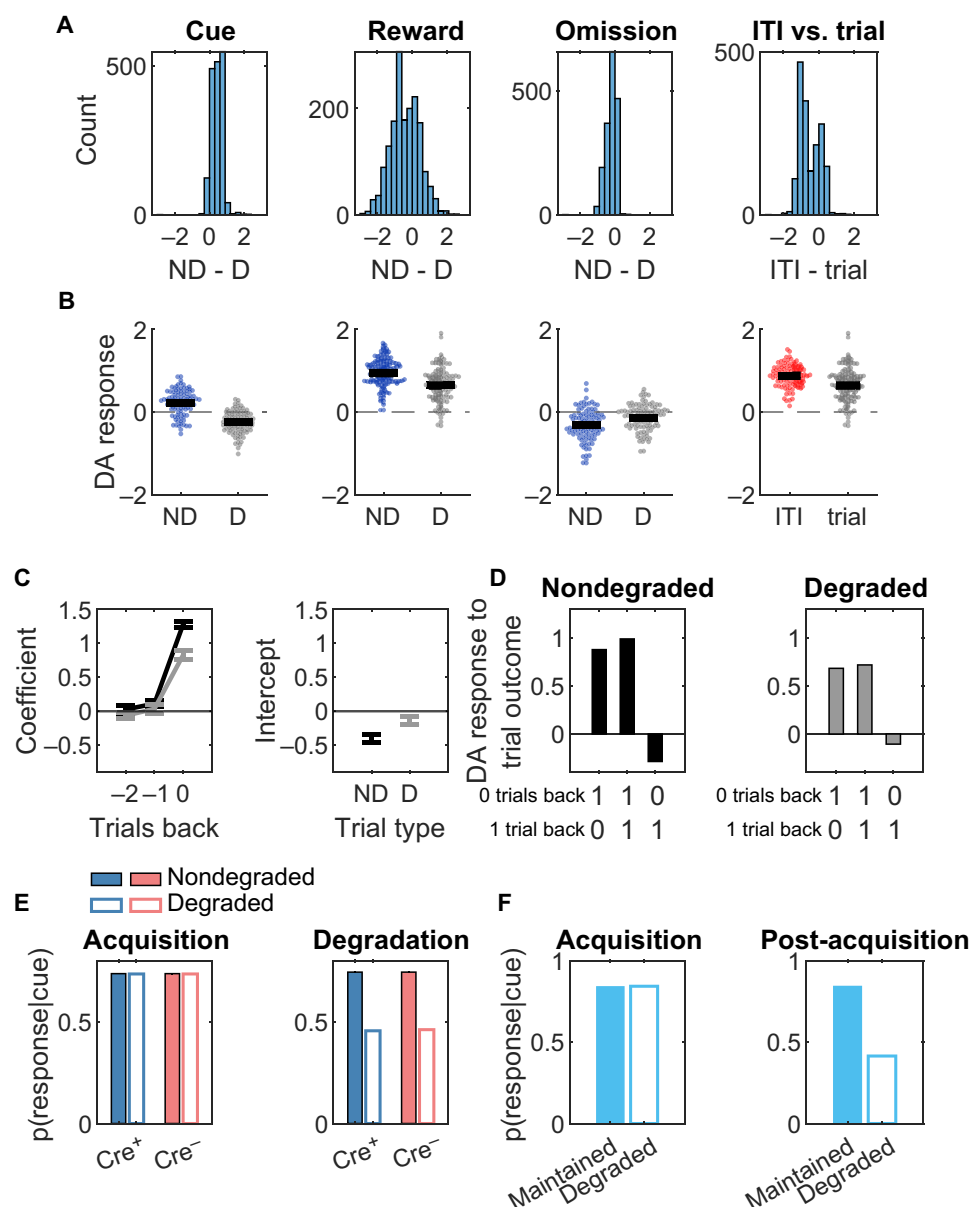 A
Cue
Reward
Omission
ITI vs. trial
Count
500
0
−2 0 2
ND - D
200
0
−2 0 2
ND - D
500
0
−2 0 2
ND - D
500
0
−2 0 2
ITI - trial
B
DA response
2
0
−2
ND D
2
0
−2
ND D
2
0
−2
ND D
2
0
−2
ITI trial
C
Coefficient
1.5
1
0.5
0
−0.5
−2 −1 0
Trials back
Intercept
1.5
1
0.5
0
−0.5
ND D
Trial type
D
Nondegraded
Degraded
DA response to
trial outcome
1
0.5
0
0 trials back 1 1 0
1 trial back 0 1 1
1
0.5
0
0 trials back 1 1 0
1 trial back 0 1 1
Nondegraded
Degraded
E
Acquisition
Degradation
p(response|cue)
0.5
0
Cre+ Cre−
0.5
0
Cre+ Cre−
F
Acquisition
Post-acquisition
p(response|cue)
1
0.5
0
Maintained
Degraded
1
0.5
0
Maintained
Degraded